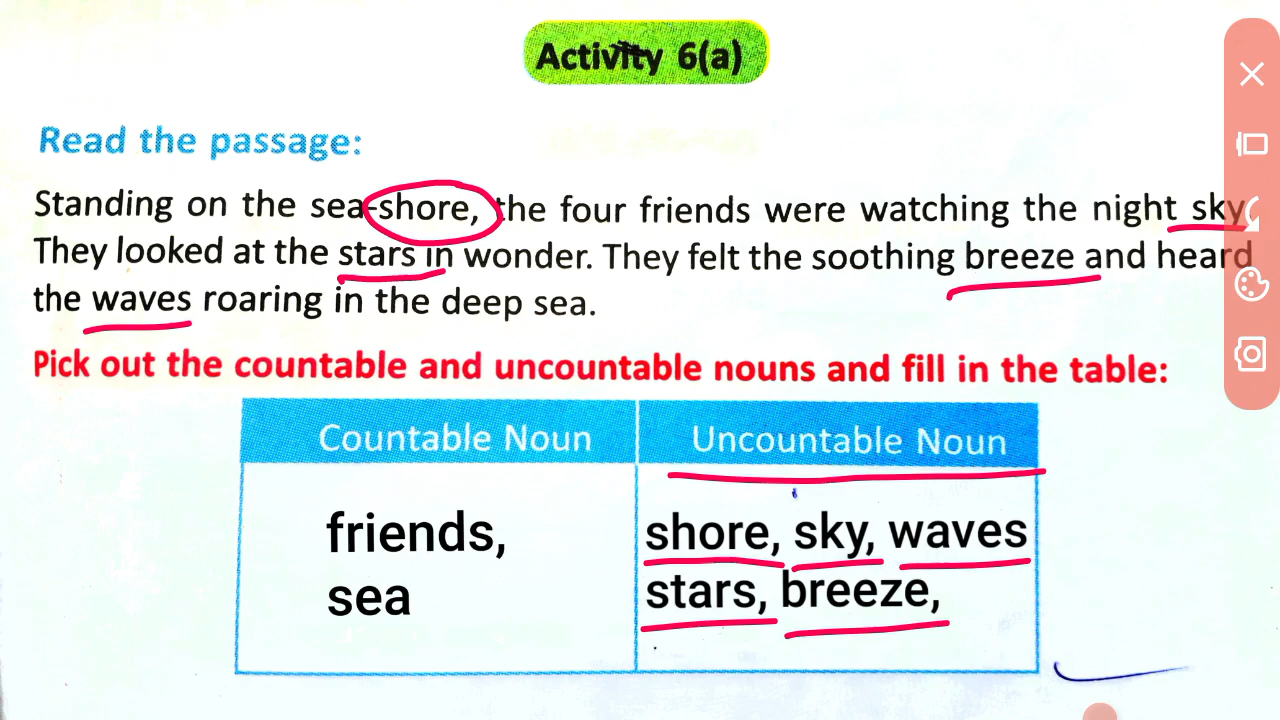 Activity 6(a)
Read the passage:
Standing on the sea-shore, the four friends were watching the night sky.
They looked at the stars in wonder. They felt the soothing breeze and heard
the waves roaring in the deep sea.
Pick out the countable and uncountable nouns and fill in the table:
Countable Noun Uncountable Noun
friends, shore, sky, waves
sea stars, breeze,